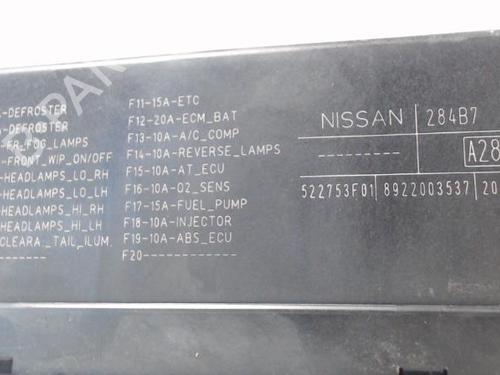 -DEFROSTER
-DEFROSTER
-FR_FOG_LAMPS
-FRONT_WIP_ON/OFF
HEADLAMPS_LO_RH
HEADLAMPS_LO_LH
HEADLAMPS_HI_RH
HEADLAMPS_HI_LH
CLEARA_TAIL_ILUM.
F11-15A-ETC
F12-20A-ECM_BAT
F13-10A-A/C_COMP
F14-10A-REVERSE_LAMPS
F15-10A-AT_ECU
F16-10A-O2_SENS
F17-15A-FUEL_PUMP
F18-10A-INJECTOR
F19-10A-ABS_ECU
F20-------------
NISSAN 284B7
--------- A28
522753F01 8922003537 20